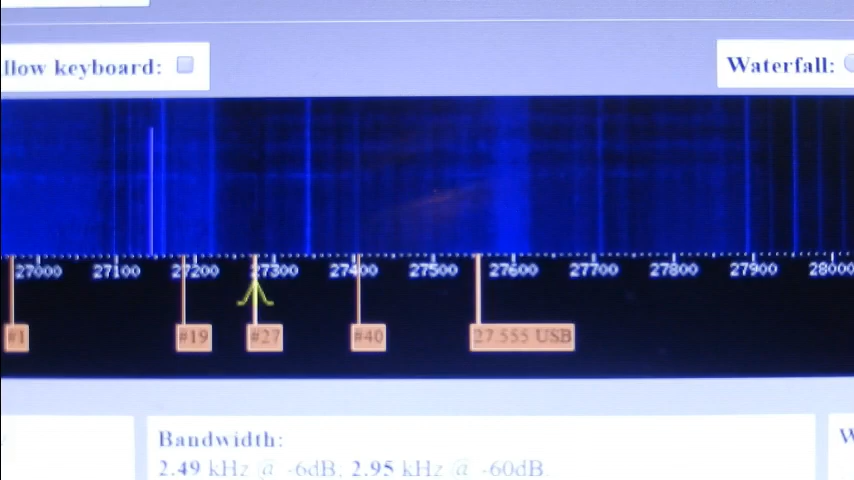 llow keyboard:
Waterfall:
27000 27100 27200 27300 27400 27500 27600 27700 27800 27900 28000
#1 #19 #27 #40 27.555 USB
Bandwidth:
2.49 kHz @ -6dB; 2.95 kHz @ -60dB.
W